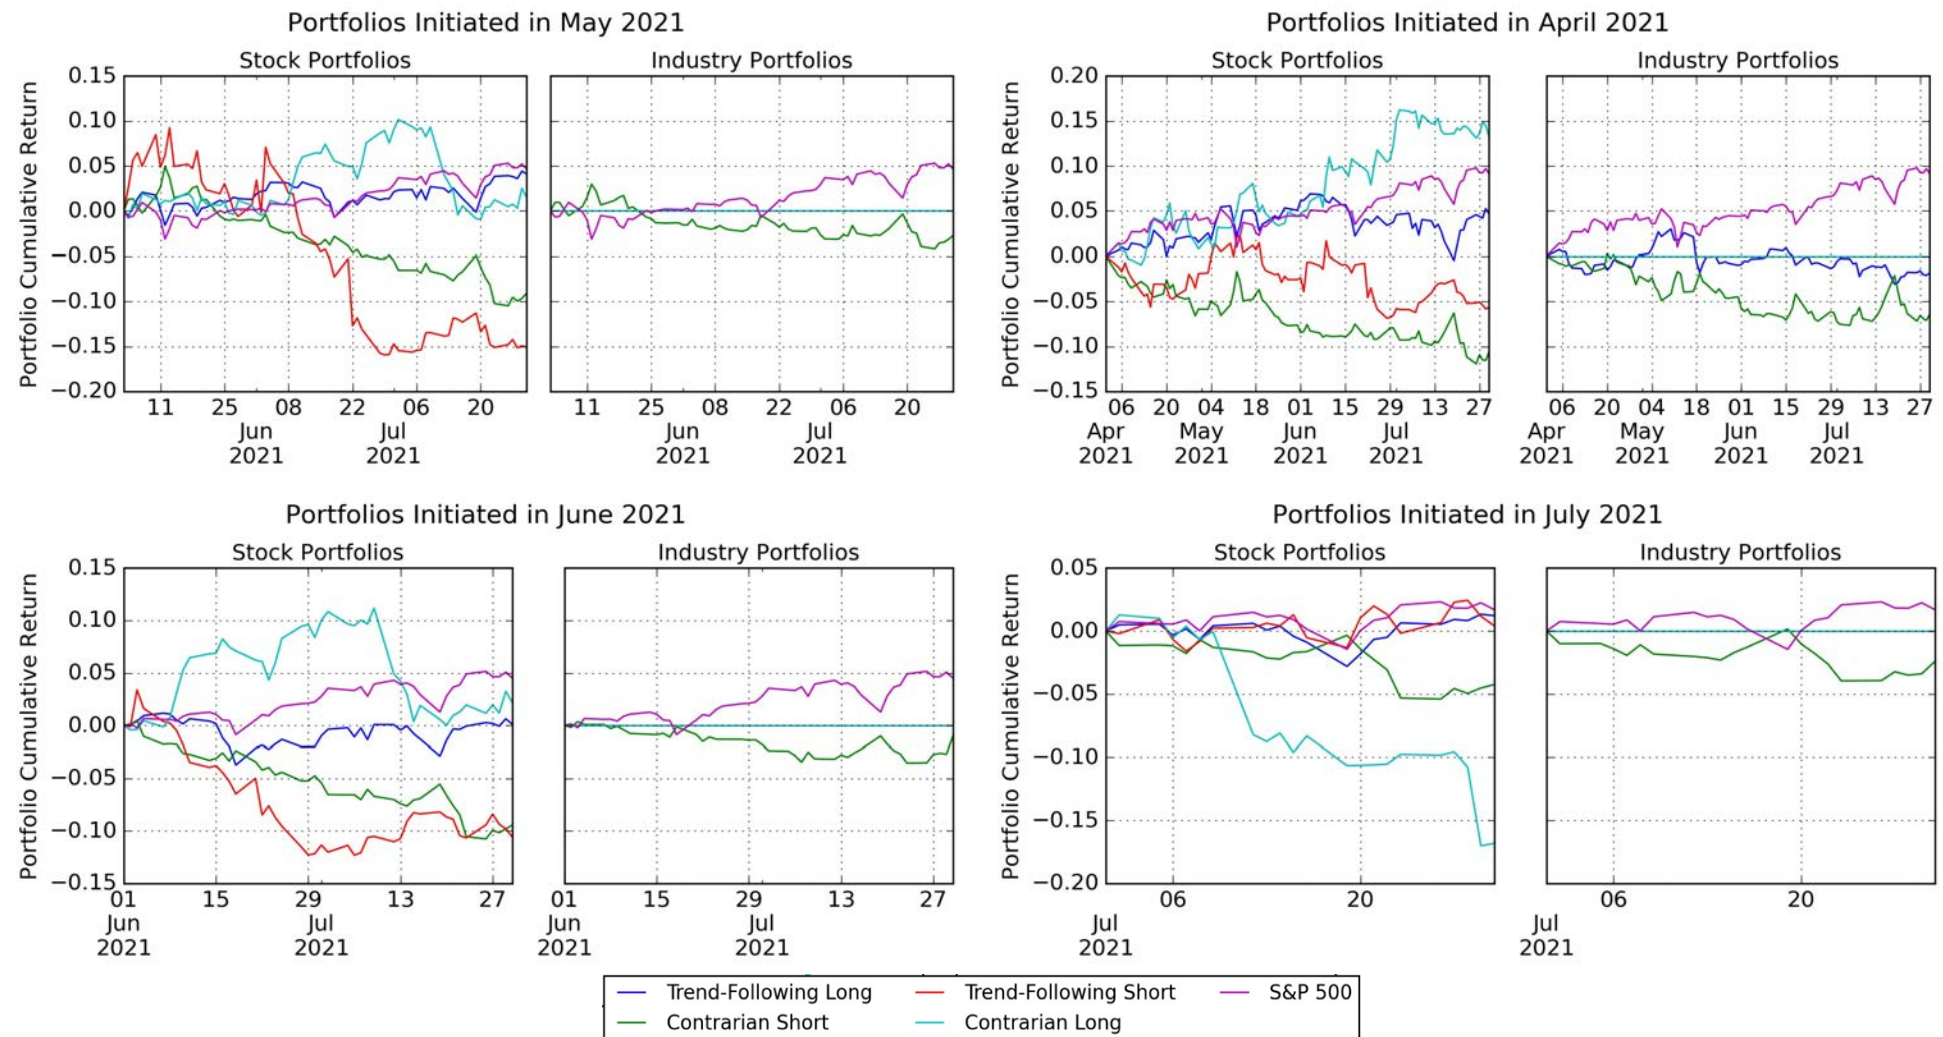 Portfolios Initiated in May 2021
Stock Portfolios
Industry Portfolios
Portfolio Cumulative Return
0.15
0.10
0.05
0.00
−0.05
−0.10
−0.15
−0.20
11 25 08 22 06 20
Jun Jul
2021 2021
11 25 08 22 06 20
Jun Jul
2021 2021
Portfolios Initiated in April 2021
Stock Portfolios
Industry Portfolios
Portfolio Cumulative Return
0.20
0.15
0.10
0.05
0.00
−0.05
−0.10
−0.15
06 20 04 18 01 15 29 13 27
Apr May Jun Jul
2021 2021 2021 2021
06 20 04 18 01 15 29 13 27
Apr May Jun Jul
2021 2021 2021 2021
Portfolios Initiated in June 2021
Stock Portfolios
Industry Portfolios
Portfolio Cumulative Return
0.15
0.10
0.05
0.00
−0.05
−0.10
−0.15
01 15 29 13 27
Jun Jul
2021 2021
01 15 29 13 27
Jun Jul
2021 2021
Portfolios Initiated in July 2021
Stock Portfolios
Industry Portfolios
Portfolio Cumulative Return
0.05
0.00
−0.05
−0.10
−0.15
−0.20
06 20
Jul
2021
06 20
Jul
2021
Trend-Following Long Trend-Following Short S&P 500
Contrarian Short Contrarian Long